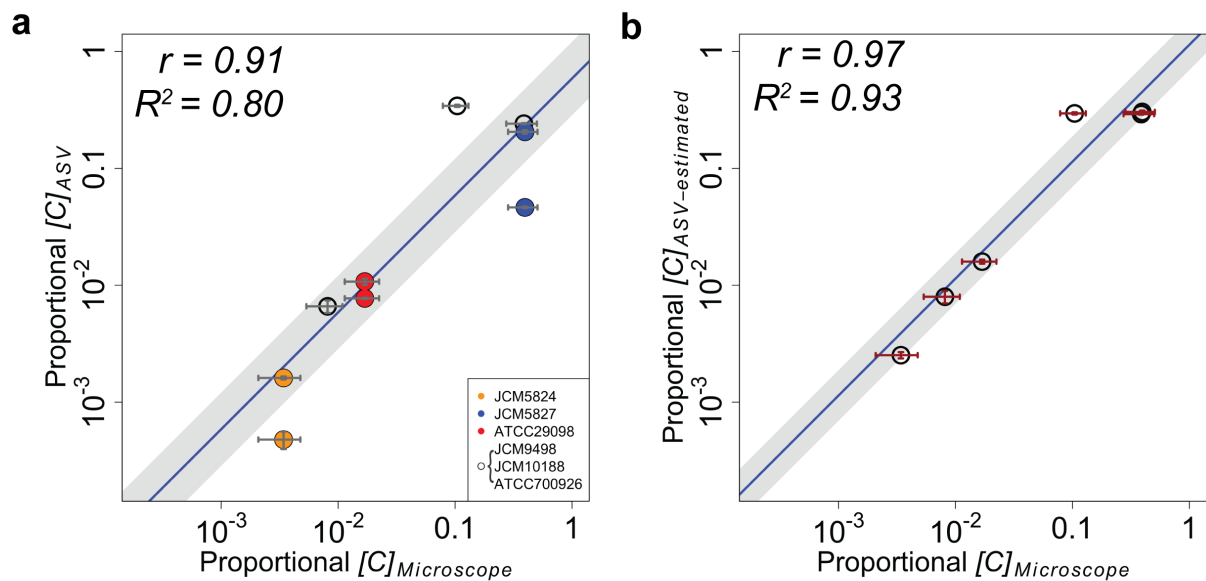 a
r = 0.91
R² = 0.80
Proportional [C]ASV
1
0.1
10⁻²
10⁻³
JCM5824
JCM5827
ATCC29098
JCM9498
JCM10188
ATCC700926
10⁻³ 10⁻² 0.1 1
Proportional [C]Microscope
b
r = 0.97
R² = 0.93
Proportional [C]ASV−estimated
1
0.1
10⁻²
10⁻³
10⁻³ 10⁻² 0.1 1
Proportional [C]Microscope